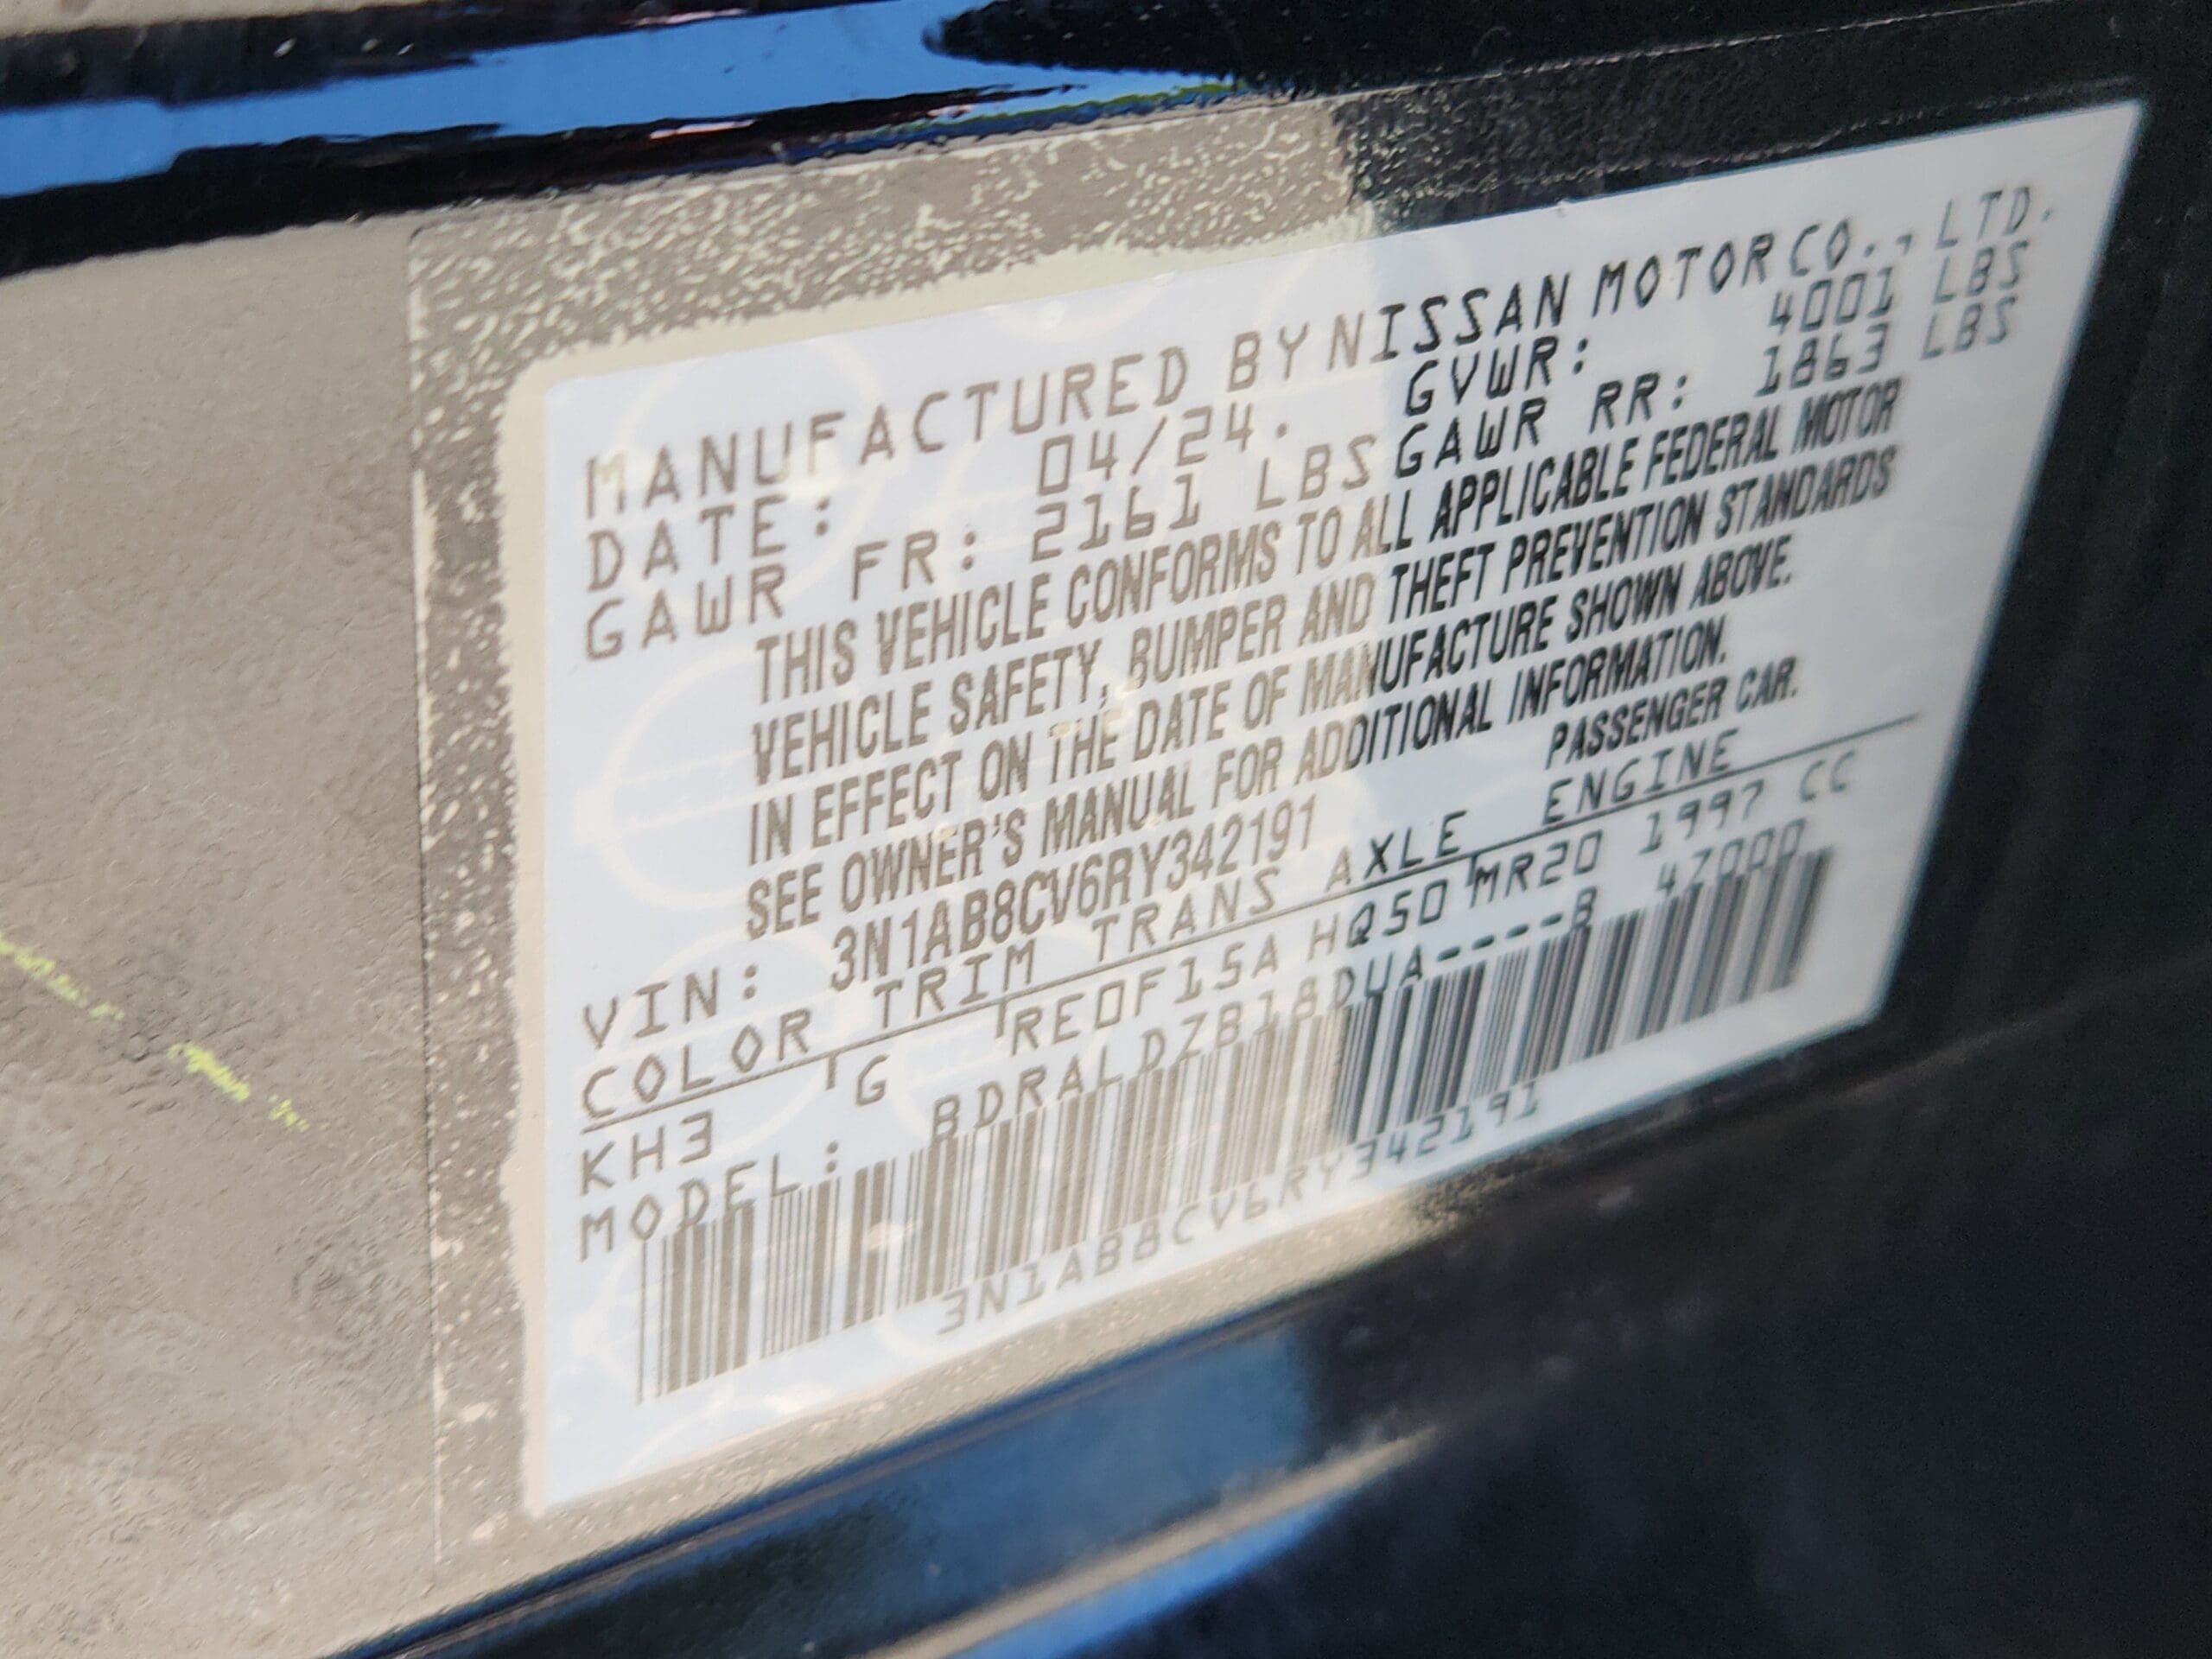 MANUFACTURED BY NISSAN MOTOR CO., LTD.
DATE: 04/24. GVWR: 4001 LBS
GAWR FR: 2161 LBS GAWR RR: 1863 LBS
THIS VEHICLE CONFORMS TO ALL APPLICABLE FEDERAL MOTOR
VEHICLE SAFETY, BUMPER AND THEFT PREVENTION STANDARDS
IN EFFECT ON THE DATE OF MANUFACTURE SHOWN ABOVE.
SEE OWNER'S MANUAL FOR ADDITIONAL INFORMATION.
VIN: 3N1AB8CV6RY342191 PASSENGER CAR.
COLOR TRIM TRANS AXLE ENGINE
KH3 G RE0F15A HQ50 MR20 1997 CC
MODEL: BDRALDZB18DUA----B 47000
3N1AB8CV6RY342191